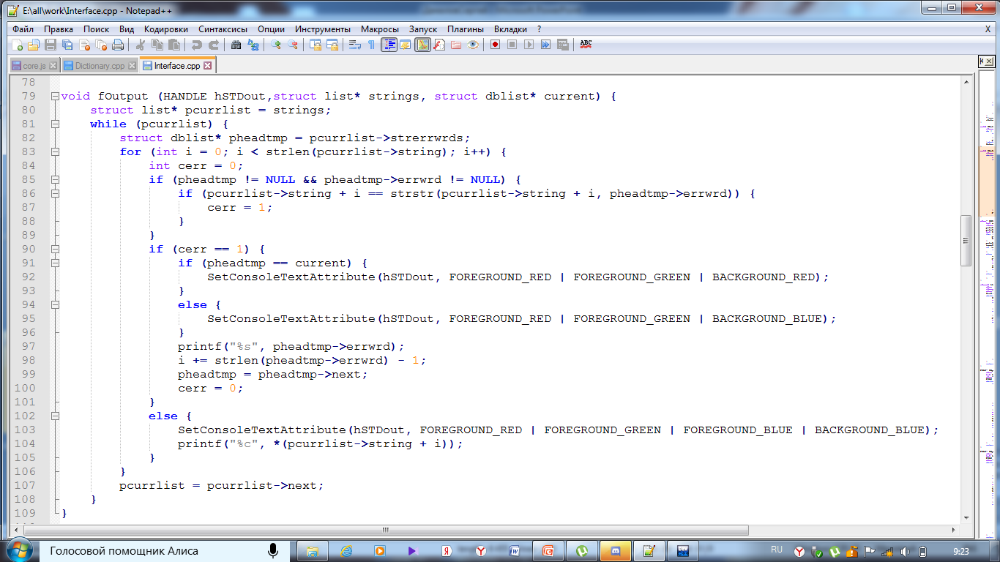 E:\all\work\Interface.cpp - Notepad++
Файл Правка Поиск Вид Кодировки Синтаксисы Опции Инструменты Макросы Запуск Плагины Вкладки ? X
ABC
core.js Dictionary.cpp Interface.cpp
78
79 void fOutput (HANDLE hSTDout,struct list* strings, struct dblist* current) {
80     struct list* pcurrlist = strings;
81     while (pcurrlist) {
82         struct dblist* pheadtmp = pcurrlist->strerrwrds;
83         for (int i = 0; i < strlen(pcurrlist->string); i++) {
84             int cerr = 0;
85             if (pheadtmp != NULL && pheadtmp->errwrd != NULL) {
86                 if (pcurrlist->string + i == strstr(pcurrlist->string + i, pheadtmp->errwrd)) {
87                     cerr = 1;
88                 }
89             }
90             if (cerr == 1) {
91                 if (pheadtmp == current) {
92                     SetConsoleTextAttribute(hSTDout, FOREGROUND_RED | FOREGROUND_GREEN | BACKGROUND_RED);
93                 }
94                 else {
95                     SetConsoleTextAttribute(hSTDout, FOREGROUND_RED | FOREGROUND_GREEN | BACKGROUND_BLUE);
96                 }
97                 printf("%s", pheadtmp->errwrd);
98                 i += strlen(pheadtmp->errwrd) - 1;
99                 pheadtmp = pheadtmp->next;
100                 cerr = 0;
101             }
102             else {
103                 SetConsoleTextAttribute(hSTDout, FOREGROUND_RED | FOREGROUND_GREEN | FOREGROUND_BLUE | BACKGROUND_BLUE);
104                 printf("%c", *(pcurrlist->string + i));
105             }
106         }
107         pcurrlist = pcurrlist->next;
108     }
109 }
Голосовой помощник Алиса RU 9:23